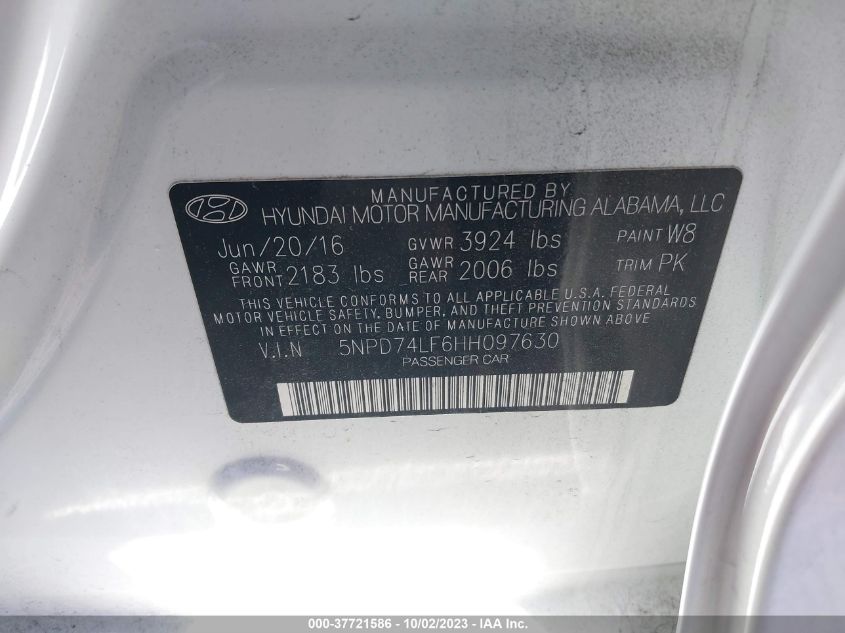 MANUFACTURED BY
HYUNDAI MOTOR MANUFACTURING ALABAMA, LLC
Jun/20/16 GVWR 3924 lbs PAINT W8
GAWR FRONT 2183 lbs GAWR REAR 2006 lbs TRIM PK
THIS VEHICLE CONFORMS TO ALL APPLICABLE U.S.A. FEDERAL
MOTOR VEHICLE SAFETY, BUMPER, AND THEFT PREVENTION STANDARDS
IN EFFECT ON THE DATE OF MANUFACTURE SHOWN ABOVE
V.I.N 5NPD74LF6HH097630
PASSENGER CAR
000-37721586 - 10/02/2023 - IAA Inc.